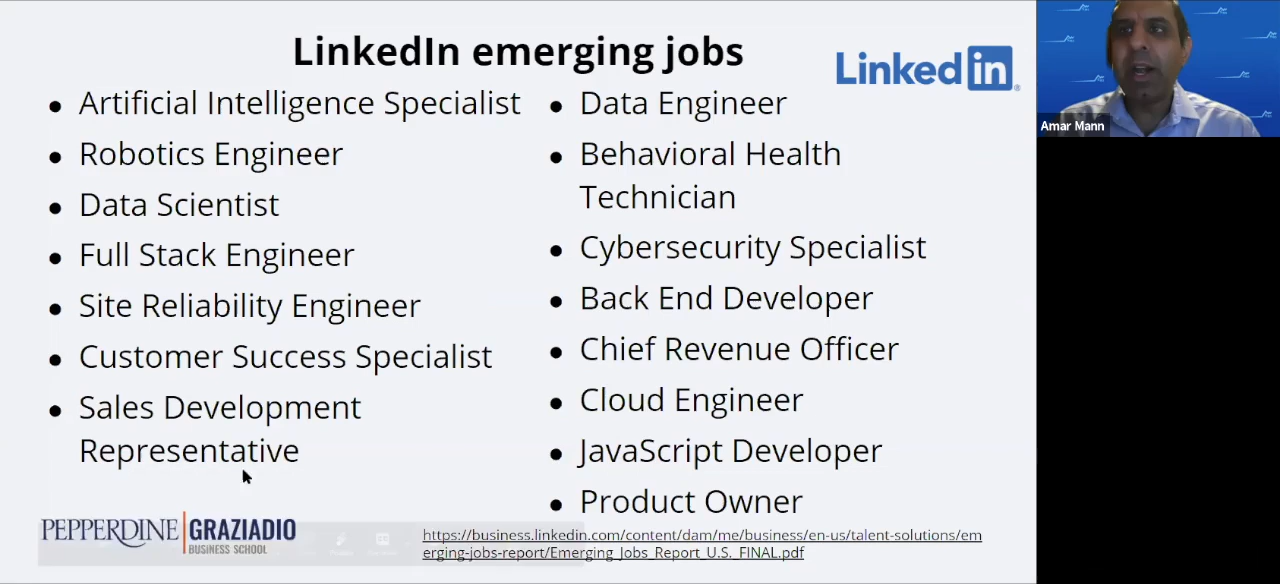 LinkedIn emerging jobs
LinkedIn
Artificial Intelligence Specialist
Robotics Engineer
Data Scientist
Full Stack Engineer
Site Reliability Engineer
Customer Success Specialist
Sales Development
Representative
Data Engineer
Behavioral Health
Technician
Cybersecurity Specialist
Back End Developer
Chief Revenue Officer
Cloud Engineer
JavaScript Developer
Product Owner
PEPPERDINE | GRAZIADIO
BUSINESS SCHOOL
https://business.linkedin.com/content/dam/me/business/en-us/talent-solutions/em
erging-jobs-report/Emerging_Jobs_Report_U.S._FINAL.pdf
Amar Mann